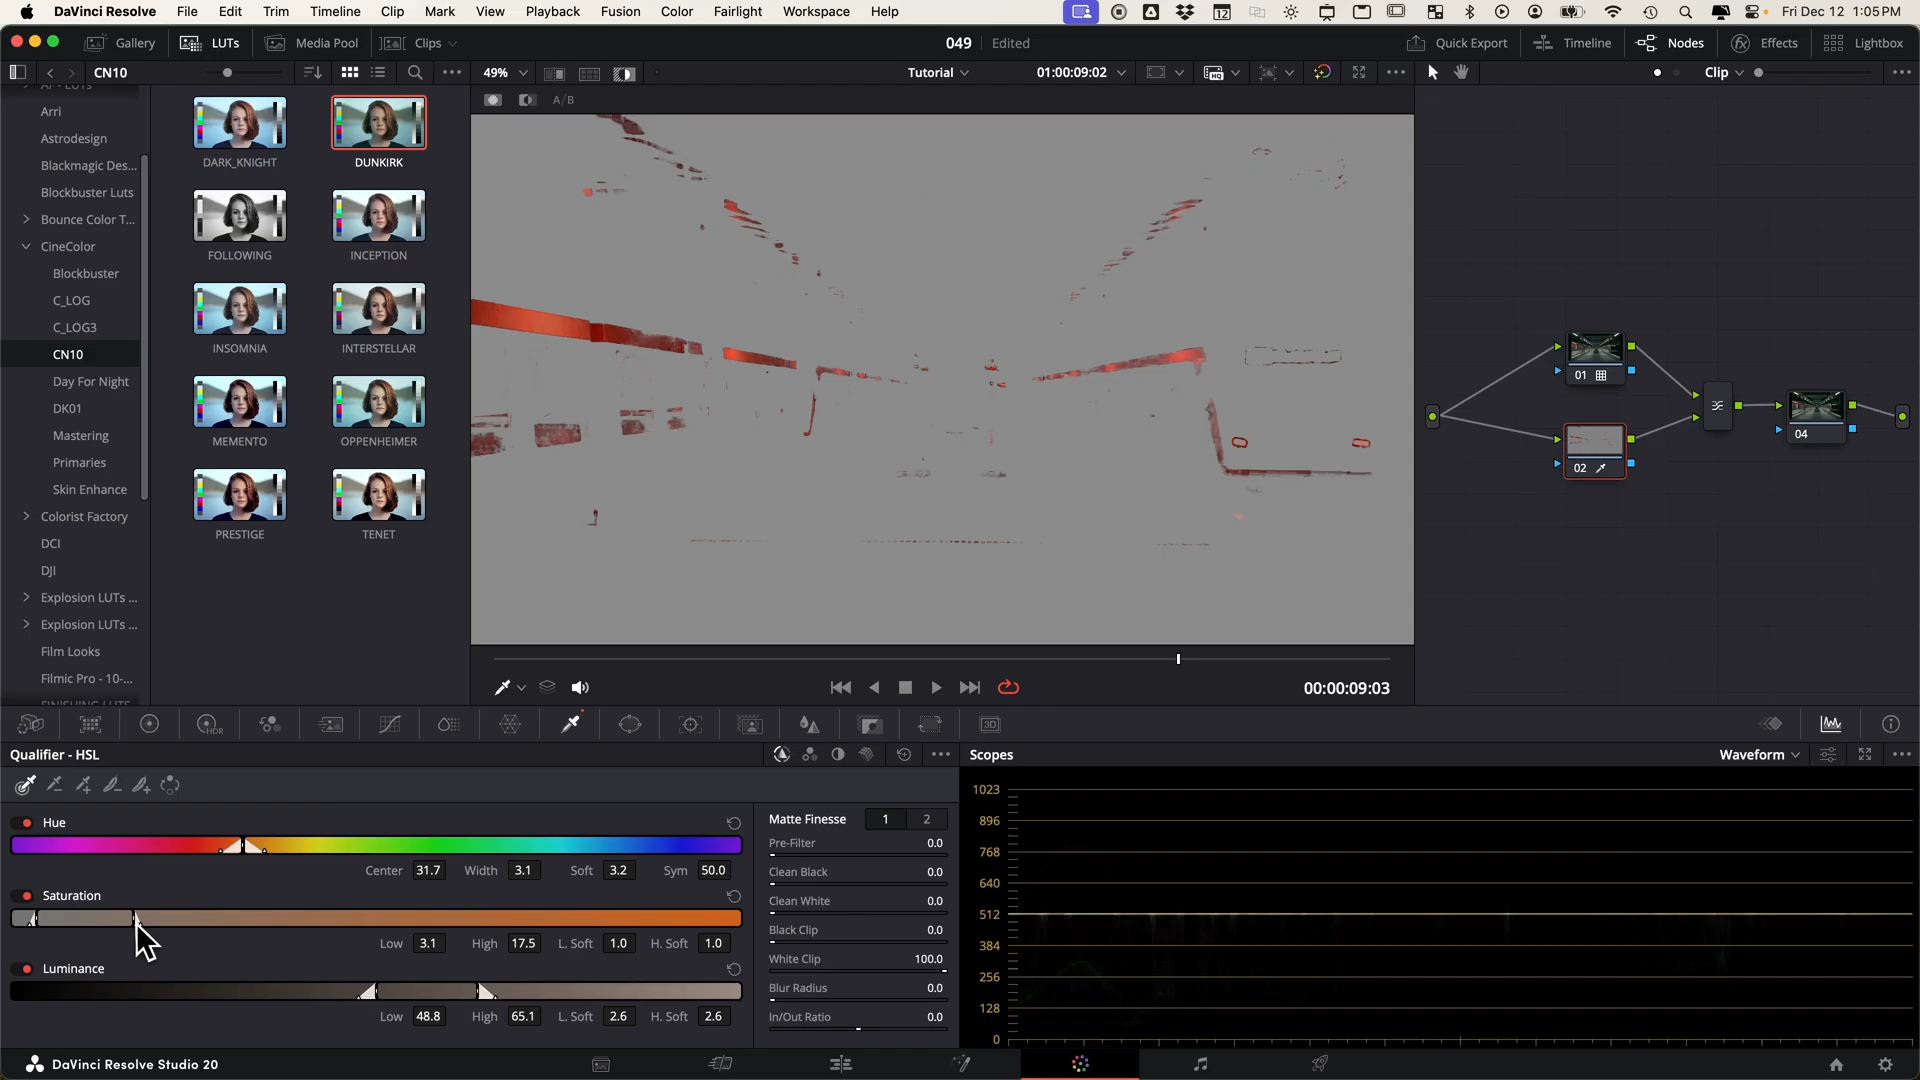 DaVinci Resolve File Edit Trim Timeline Clip Mark View Playback Fusion Color Fairlight Workspace Help 12 Fri Dec 12 1:05 PM
Gallery LUTs Media Pool Clips 049 Edited Quick Export Timeline Nodes Effects Lightbox
CN10 49% Tutorial 01:00:09:02 HQ Clip
A/B
Arri
Astrodesign
Blackmagic Des...
Blockbuster Luts
Bounce Color T...
CineColor
Blockbuster
C_LOG
C_LOG3
CN10
Day For Night
DK01
Mastering
Primaries
Skin Enhance
Colorist Factory
DCI
DJI
Explosion LUTs ...
Explosion LUTs ...
Film Looks
Filmic Pro - 10-...
DARK_KNIGHT DUNKIRK
FOLLOWING INCEPTION
INSOMNIA INTERSTELLAR
MEMENTO OPPENHEIMER
PRESTIGE TENET
01
02
04
00:00:09:03
HDR 3D
Qualifier - HSL
Hue
Center 31.7 Width 3.1 Soft 3.2 Sym 50.0
Saturation
Low 3.1 High 17.5 L. Soft 1.0 H. Soft 1.0
Luminance
Low 48.8 High 65.1 L. Soft 2.6 H. Soft 2.6
Matte Finesse 1 2
Pre-Filter 0.0
Clean Black 0.0
Clean White 0.0
Black Clip 0.0
White Clip 100.0
Blur Radius 0.0
In/Out Ratio 0.0
Scopes Waveform
1023
896
768
640
512
384
256
128
0
DaVinci Resolve Studio 20